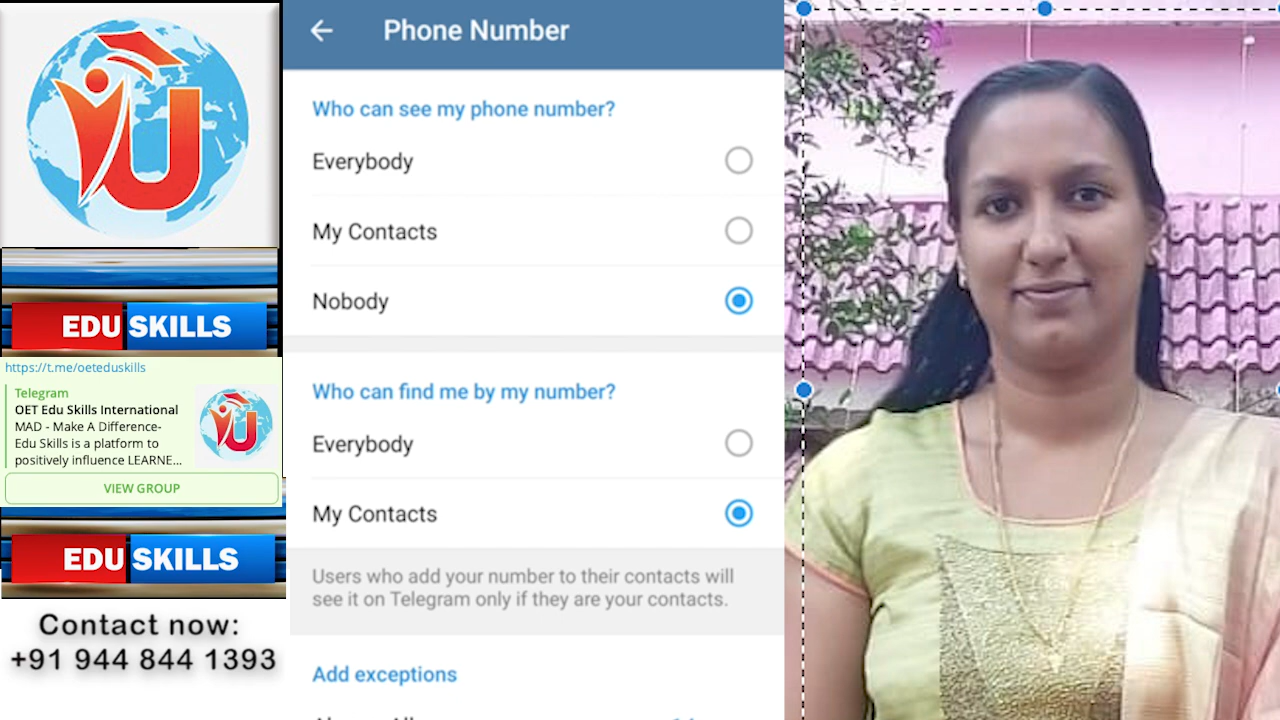 EDU SKILLS
https://t.me/oeteduskills
Telegram
OET Edu Skills International
MAD - Make A Difference-
Edu Skills is a platform to
positively influence LEARNE...
VIEW GROUP
EDU SKILLS
Contact now:
+91 944 844 1393
Phone Number
Who can see my phone number?
Everybody
My Contacts
Nobody
Who can find me by my number?
Everybody
My Contacts
Users who add your number to their contacts will
see it on Telegram only if they are your contacts.
Add exceptions